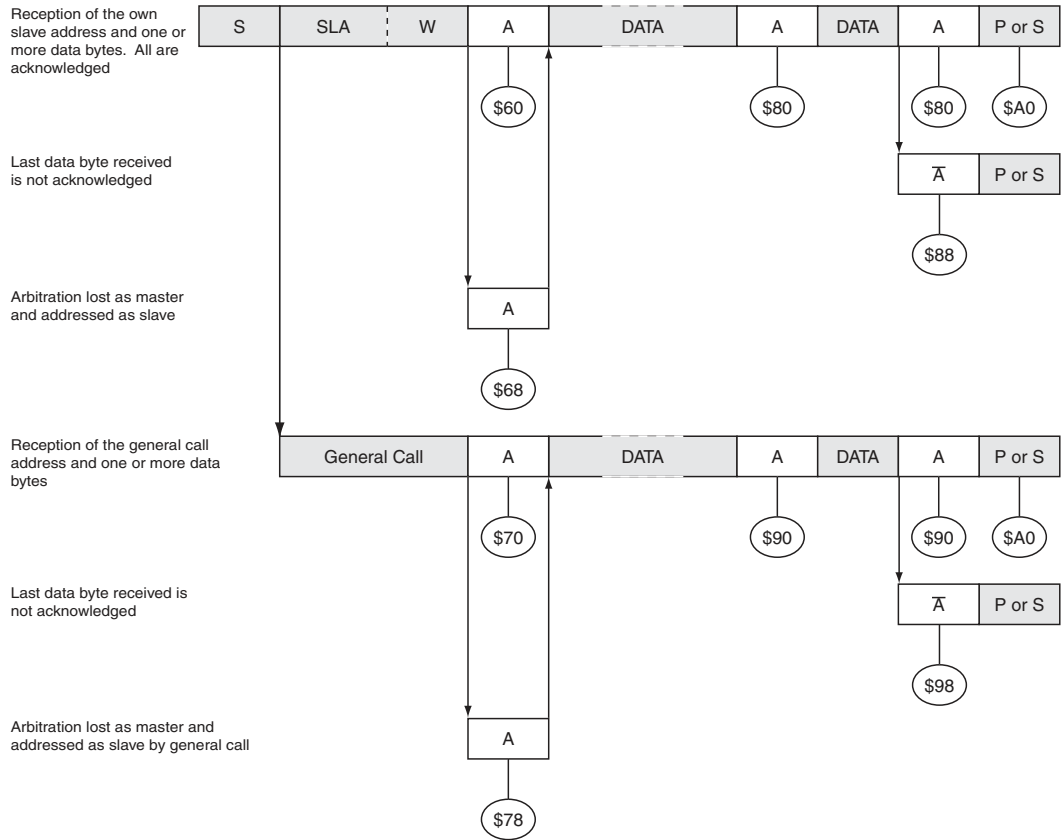 Reception of the own
slave address and one or
more data bytes. All are
acknowledged
S SLA W A DATA A DATA A P or S
$60 $80 $80 $A0
Last data byte received
is not acknowledged
A̅ P or S
$88
Arbitration lost as master
and addressed as slave
A
$68
Reception of the general call
address and one or more data
bytes
General Call A DATA A DATA A P or S
$70 $90 $90 $A0
Last data byte received is
not acknowledged
A̅ P or S
$98
Arbitration lost as master and
addressed as slave by general call
A
$78